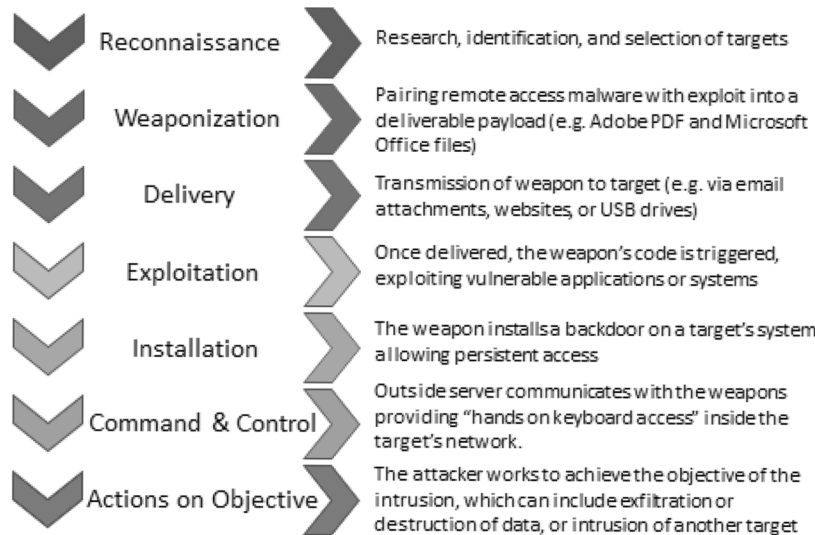 Reconnaissance
Research, identification, and selection of targets
Weaponization
Pairing remote access malware with exploit into a
deliverable payload (e.g. Adobe PDF and Microsoft
Office files)
Delivery
Transmission of weapon to target (e.g. via email
attachments, websites, or USB drives)
Exploitation
Once delivered, the weapon's code is triggered,
exploiting vulnerable applications or systems
Installation
The weapon installs a backdoor on a target's system
allowing persistent access
Command & Control
Outside server communicates with the weapons
providing “hands on keyboard access” inside the
target's network.
Actions on Objective
The attacker works to achieve the objective of the
intrusion, which can include exfiltration or
destruction of data, or intrusion of another target